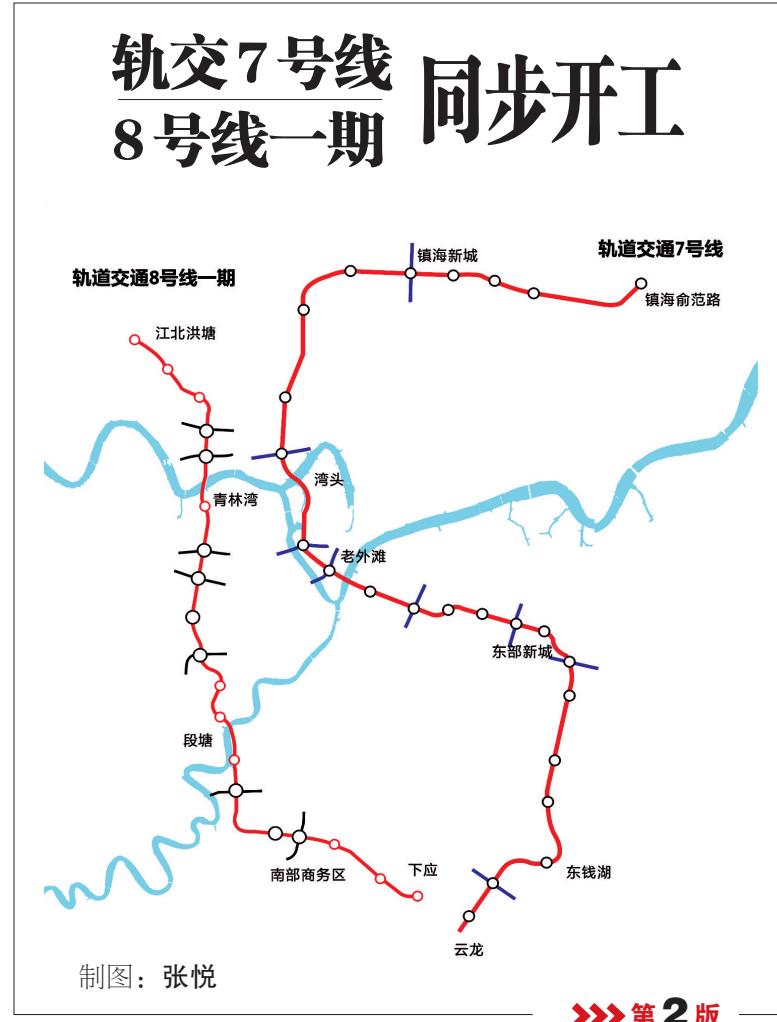 轨交7号线
8号线一期
同步开工
镇海新城
轨道交通7号线
轨道交通8号线一期
镇海俞范路
江北洪塘
湾头
青林湾
老外滩
东部新城
段塘
下应
东钱湖
南部商务区
云龙
制图：张悦
第2版